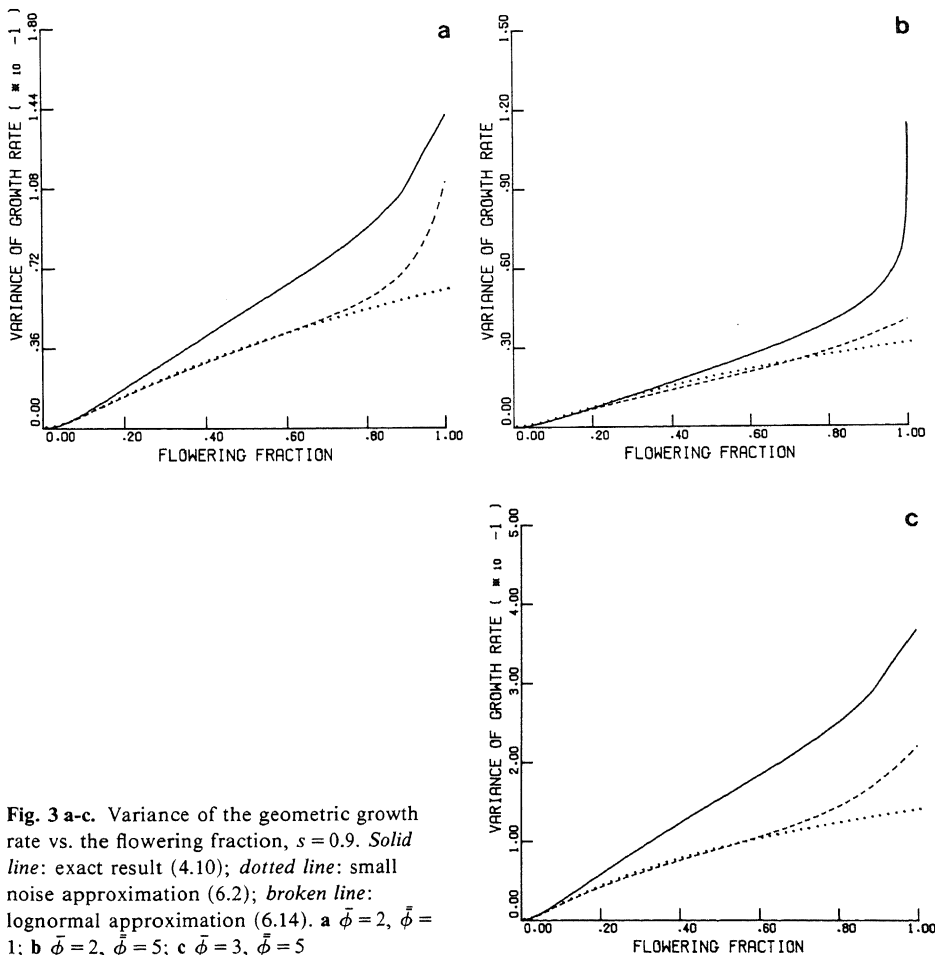 a
VARIANCE OF GROWTH RATE ( * 10 -1 )
1.80
1.44
1.08
.72
.36
0.00
0.00 .20 .40 .60 .80 1.00
FLOWERING FRACTION
b
VARIANCE OF GROWTH RATE
1.50
1.20
.90
.60
.30
0.00
0.00 .20 .40 .60 .80 1.00
FLOWERING FRACTION
c
VARIANCE OF GROWTH RATE ( * 10 -1 )
5.00
4.00
3.00
2.00
1.00
0.00
0.00 .20 .40 .60 .80 1.00
FLOWERING FRACTION
Fig. 3 a-c. Variance of the geometric growth
rate vs. the flowering fraction, s = 0.9. Solid
line: exact result (4.10); dotted line: small
noise approximation (6.2); broken line:
lognormal approximation (6.14). a ϕ̄ = 2, ϕ̿ =
1; b ϕ̄ = 2, ϕ̿ = 5; c ϕ̄ = 3, ϕ̿ = 5